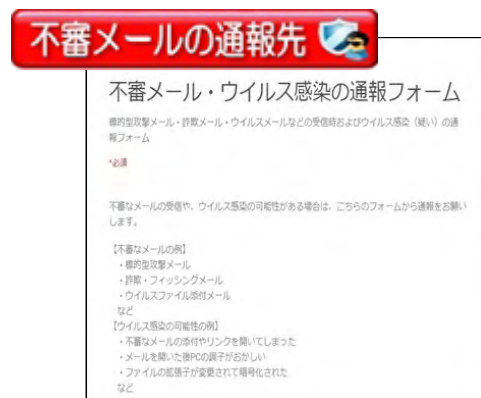 不審メールの通報先
不審メール・ウイルス感染の通報フォーム
標的型攻撃メール・詐欺メール・ウイルスメールなどの受信時およびウイルス感染（疑い）の通
報フォーム
*必須
不審なメールの受信や、ウイルス感染の可能性がある場合は、こちらのフォームから通報をお願い
します。
【不審なメールの例】
・標的型攻撃メール
・詐欺・フィッシングメール
・ウイルスファイル添付メール
など
【ウイルス感染の可能性の例】
・不審なメールの添付やリンクを開いてしまった
・メールを開いた後PCの調子がおかしい
・ファイルの拡張子が変更されて暗号化された
など